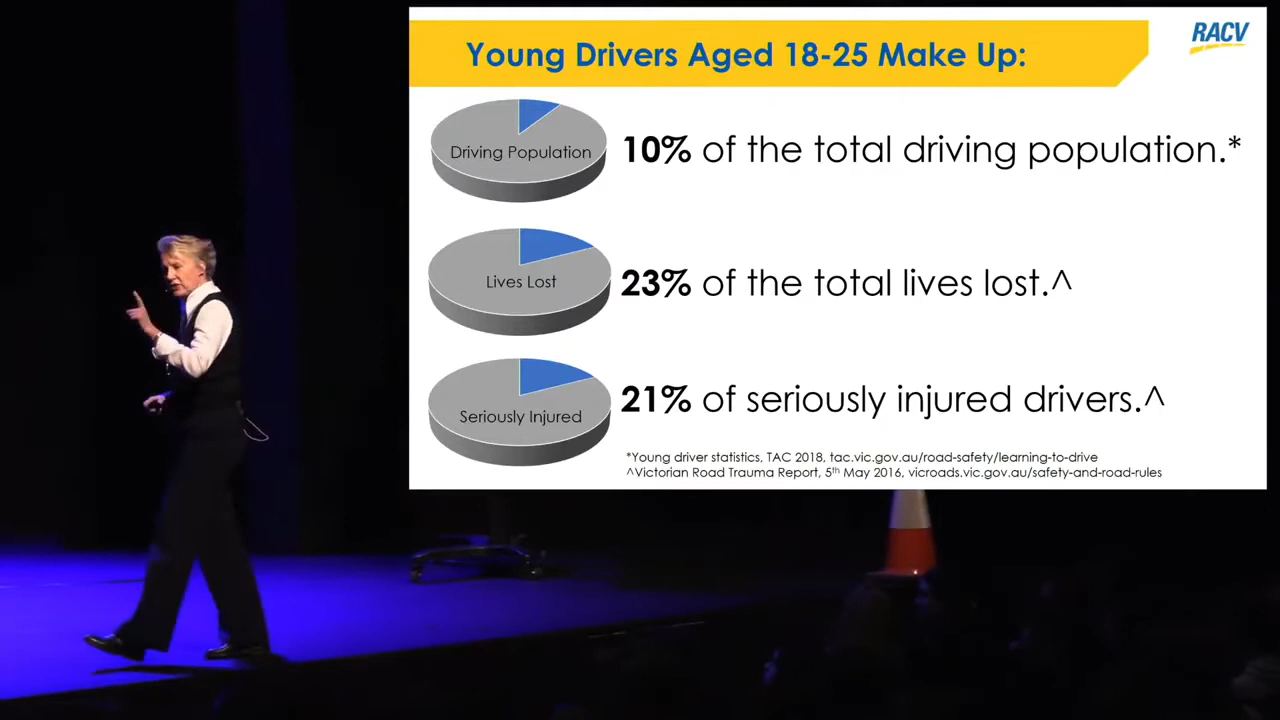 Young Drivers Aged 18-25 Make Up:
RACV
Driving Population
10% of the total driving population.*
Lives Lost
23% of the total lives lost.^
Seriously Injured
21% of seriously injured drivers.^
*Young driver statistics, TAC 2018, tac.vic.gov.au/road-safety/learning-to-drive
^Victorian Road Trauma Report, 5th May 2016, vicroads.vic.gov.au/safety-and-road-rules